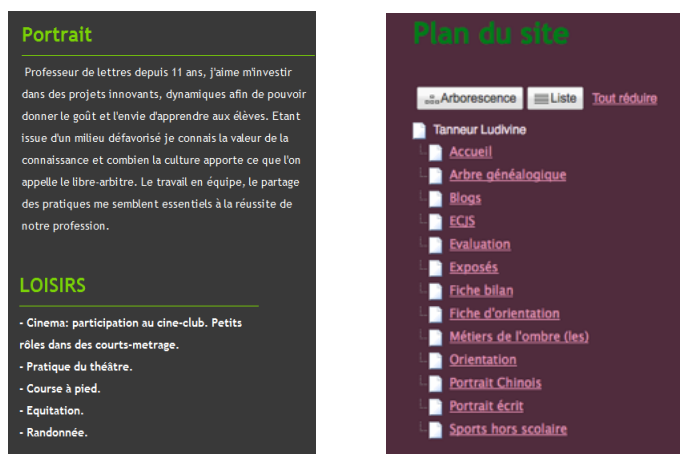 Portrait
Professeur de lettres depuis 11 ans, j'aime m'investir
dans des projets innovants, dynamiques afin de pouvoir
donner le goût et l'envie d'apprendre aux élèves. Etant
issue d'un milieu défavorisé je connais la valeur de la
connaissance et combien la culture apporte ce que l'on
appelle le libre-arbitre. Le travail en équipe, le partage
des pratiques me semblent essentiels à la réussite de
notre profession.
LOISIRS
- Cinema: participation au cine-club. Petits
rôles dans des courts-metrage.
- Pratique du théâtre.
- Course à pied.
- Equitation.
- Randonnée.
Plan du site
Arborescence Liste Tout réduire
Tanneur Ludivine
Accueil
Arbre généalogique
Blogs
ECJS
Evaluation
Exposés
Fiche bilan
Fiche d'orientation
Métiers de l'ombre (les)
Orientation
Portrait Chinois
Portrait écrit
Sports hors scolaire